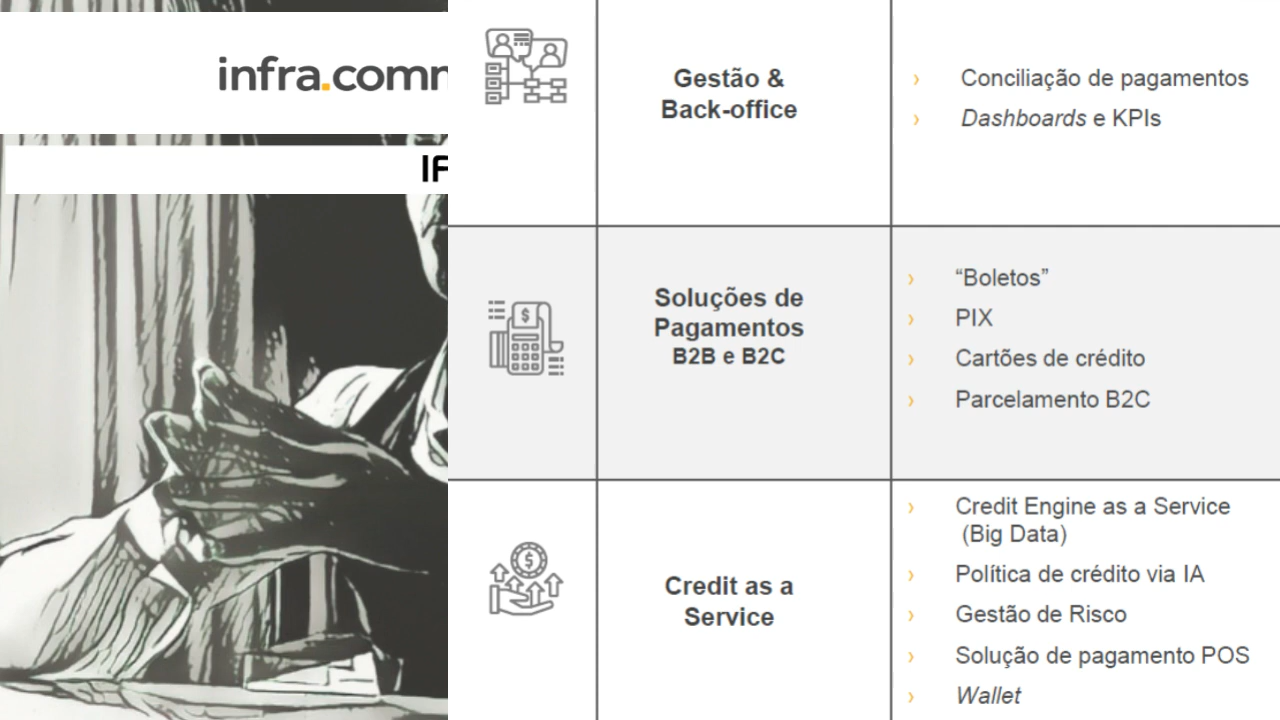 infra.comm
IF
Gestão &
Back-office
› Conciliação de pagamentos
› Dashboards e KPIs
$
Soluções de
Pagamentos
B2B e B2C
› “Boletos”
› PIX
› Cartões de crédito
› Parcelamento B2C
$
Credit as a
Service
› Credit Engine as a Service
(Big Data)
› Política de crédito via IA
› Gestão de Risco
› Solução de pagamento POS
› Wallet